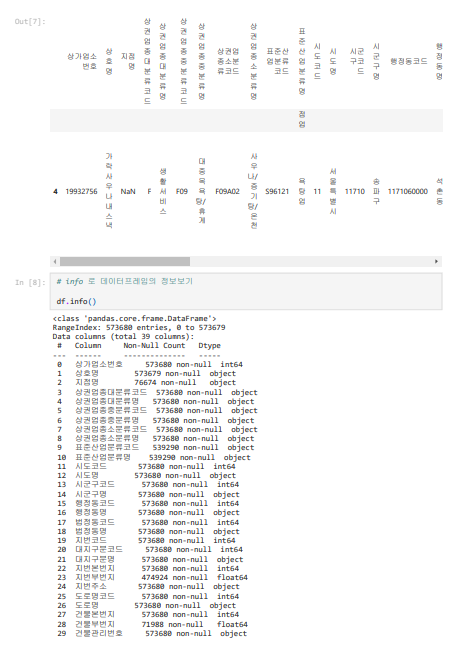 Out[7]:
상가업소번호 상호명 지점명 상권업종대분류코드 상권업종대분류명 상권업종중분류코드 상권업종중분류명 상권업종소분류코드 상권업종소분류명 표준산업분류코드 표준산업분류명 시도코드 시도명 시군구코드 시군구명 행정동코드 행정동명
점업
4 19932756 가락사우나내스낵 NaN F 생활서비스 F09 대중목욕탕/휴게 F09A02 사우나/증기탕/온천 S96121 욕탕업 11 서울특별시 11710 송파구 1171060000 석촌동
In [8]:
# info 로 데이터프레임의 정보보기
df.info()
<class 'pandas.core.frame.DataFrame'>
RangeIndex: 573680 entries, 0 to 573679
Data columns (total 39 columns):
# Column Non-Null Count Dtype
--- ------ -------------- -----
0 상가업소번호 573680 non-null int64
1 상호명 573679 non-null object
2 지점명 76674 non-null object
3 상권업종대분류코드 573680 non-null object
4 상권업종대분류명 573680 non-null object
5 상권업종중분류코드 573680 non-null object
6 상권업종중분류명 573680 non-null object
7 상권업종소분류코드 573680 non-null object
8 상권업종소분류명 573680 non-null object
9 표준산업분류코드 539290 non-null object
10 표준산업분류명 539290 non-null object
11 시도코드 573680 non-null int64
12 시도명 573680 non-null object
13 시군구코드 573680 non-null int64
14 시군구명 573680 non-null object
15 행정동코드 573680 non-null int64
16 행정동명 573680 non-null object
17 법정동코드 573680 non-null int64
18 법정동명 573680 non-null object
19 지번코드 573680 non-null int64
20 대지구분코드 573680 non-null int64
21 대지구분명 573680 non-null object
22 지번본번지 573680 non-null int64
23 지번부번지 474924 non-null float64
24 지번주소 573680 non-null object
25 도로명코드 573680 non-null int64
26 도로명 573680 non-null object
27 건물본번지 573680 non-null int64
28 건물부번지 71988 non-null float64
29 건물관리번호 573680 non-null object